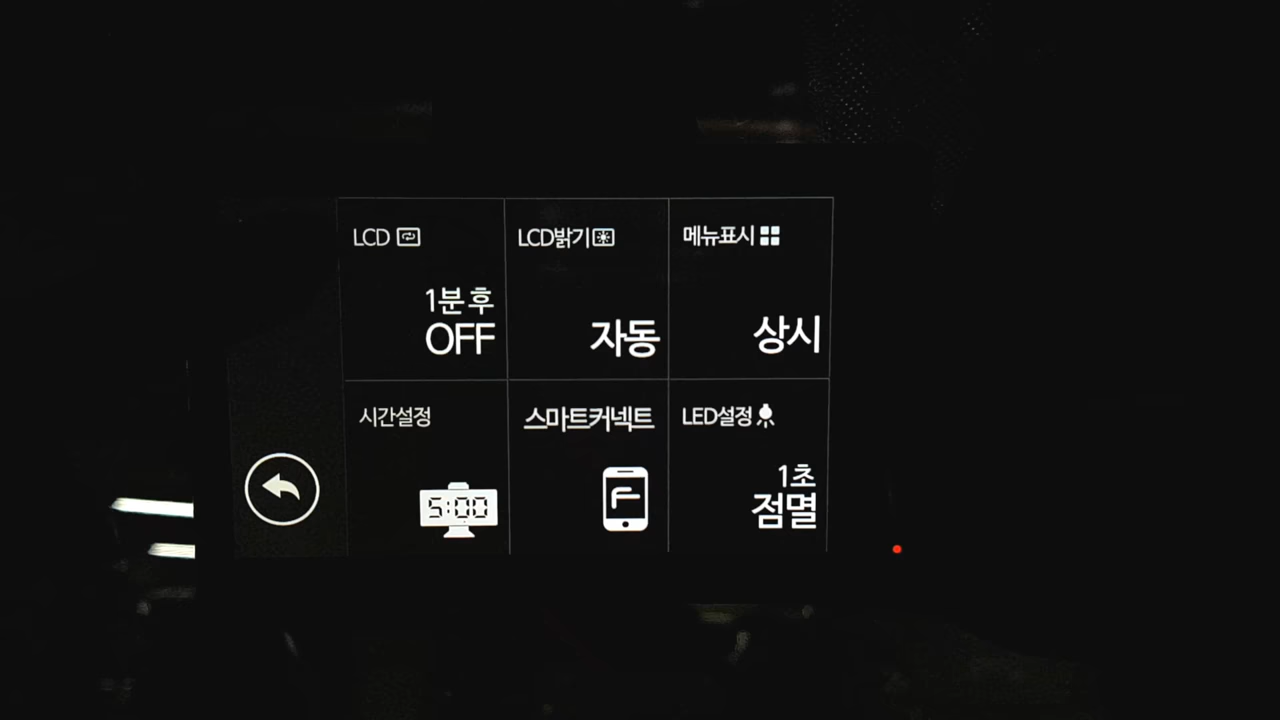 LCD
1분 후
OFF
LCD밝기
자동
메뉴표시
상시
시간설정
5:00
스마트커넥트
F
LED설정
1초
점멸